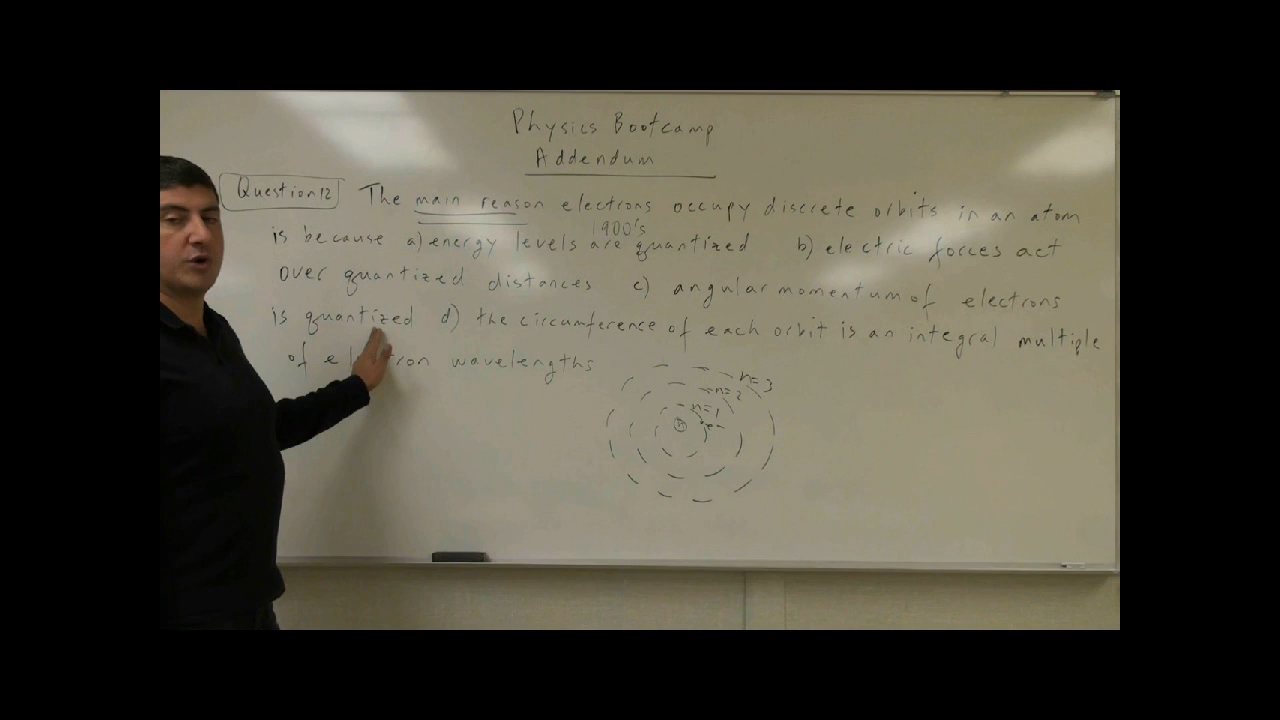 Physics Bootcamp
Addendum
Question 12 The main reason electrons occupy discrete orbits in an atom
1900's
is because a) energy levels are quantized b) electric forces act
over quantized distances c) angular momentum of electrons
is quantized d) the circumference of each orbit is an integral multiple
of wavelengths
n=3
n=2
n=1
e-